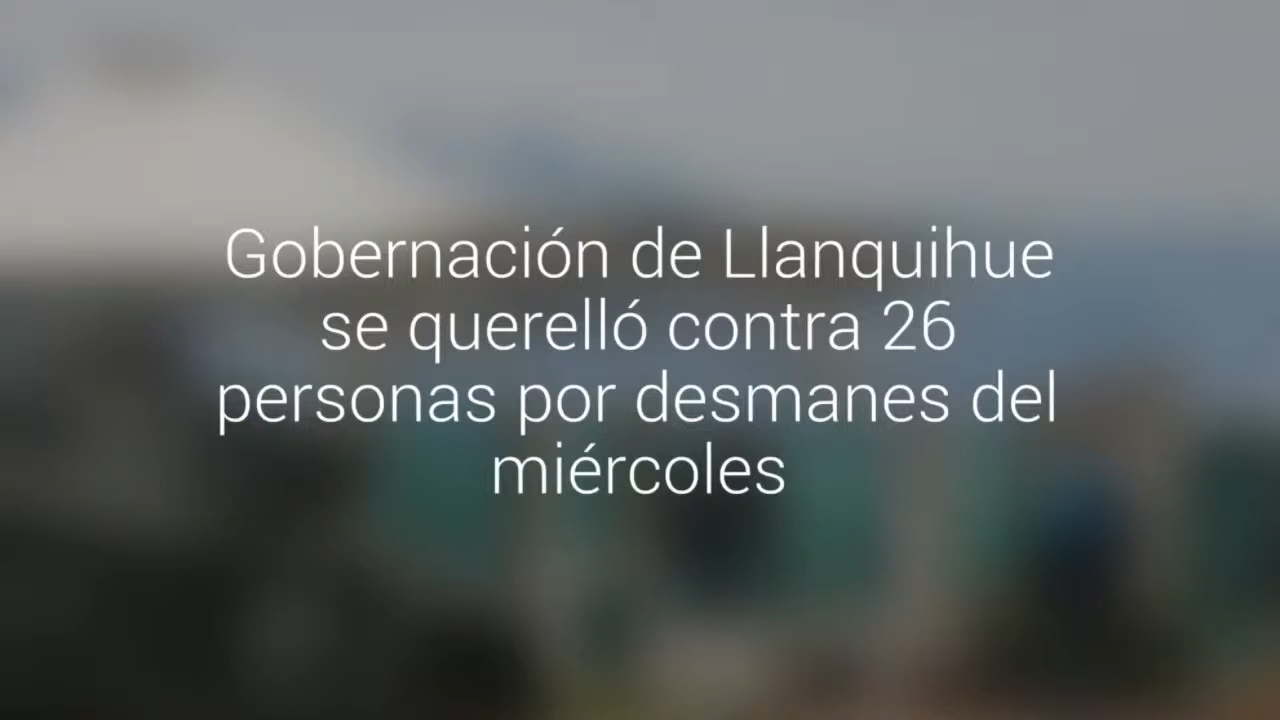 Gobernación de Llanquihue
se querelló contra 26
personas por desmanes del
miércoles